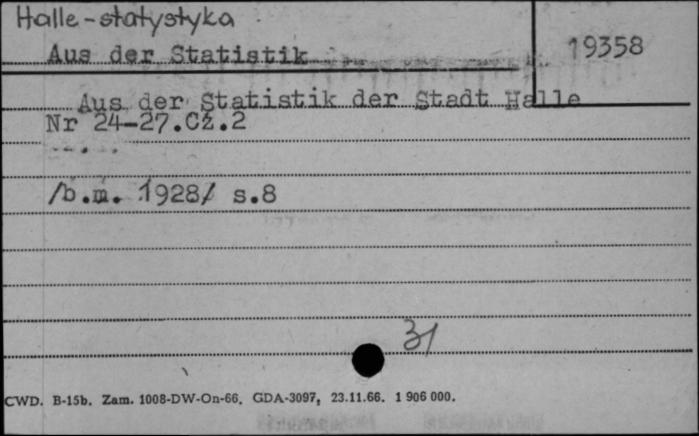 Halle-statystyka
Aus der Statistik
19358
Aus der Statistik der Stadt Halle
Nr 24-27.Cz.2
/b.m. 1928/ s.8
31
CWD. B-15b. Zam. 1008-DW-On-66. GDA-3097, 23.11.66. 1 906 000.